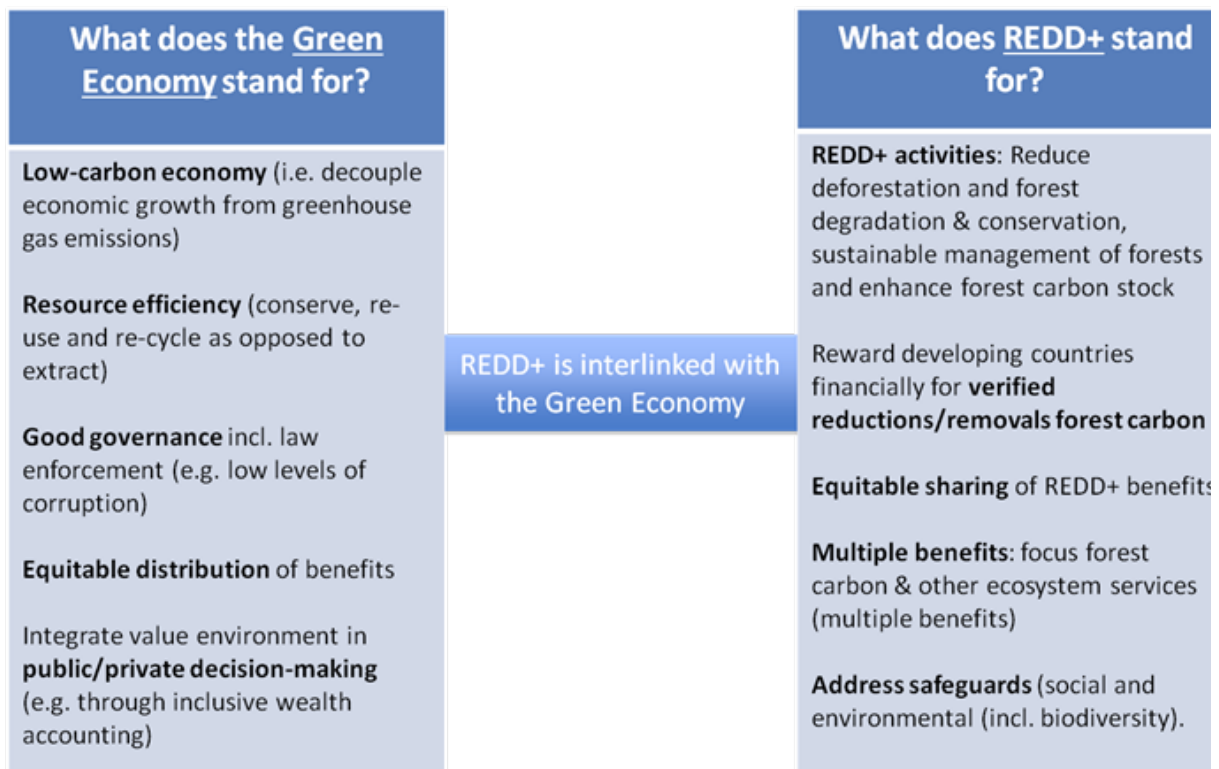 What does the Green
Economy stand for?
Low-carbon economy (i.e. decouple
economic growth from greenhouse
gas emissions)
Resource efficiency (conserve, re-
use and re-cycle as opposed to
extract)
Good governance incl. law
enforcement (e.g. low levels of
corruption)
Equitable distribution of benefits
Integrate value environment in
public/private decision-making
(e.g. through inclusive wealth
accounting)
REDD+ is interlinked with
the Green Economy
What does REDD+ stand
for?
REDD+ activities: Reduce
deforestation and forest
degradation & conservation,
sustainable management of forests
and enhance forest carbon stock
Reward developing countries
financially for verified
reductions/removals forest carbon
Equitable sharing of REDD+ benefits
Multiple benefits: focus forest
carbon & other ecosystem services
(multiple benefits)
Address safeguards (social and
environmental (incl. biodiversity).